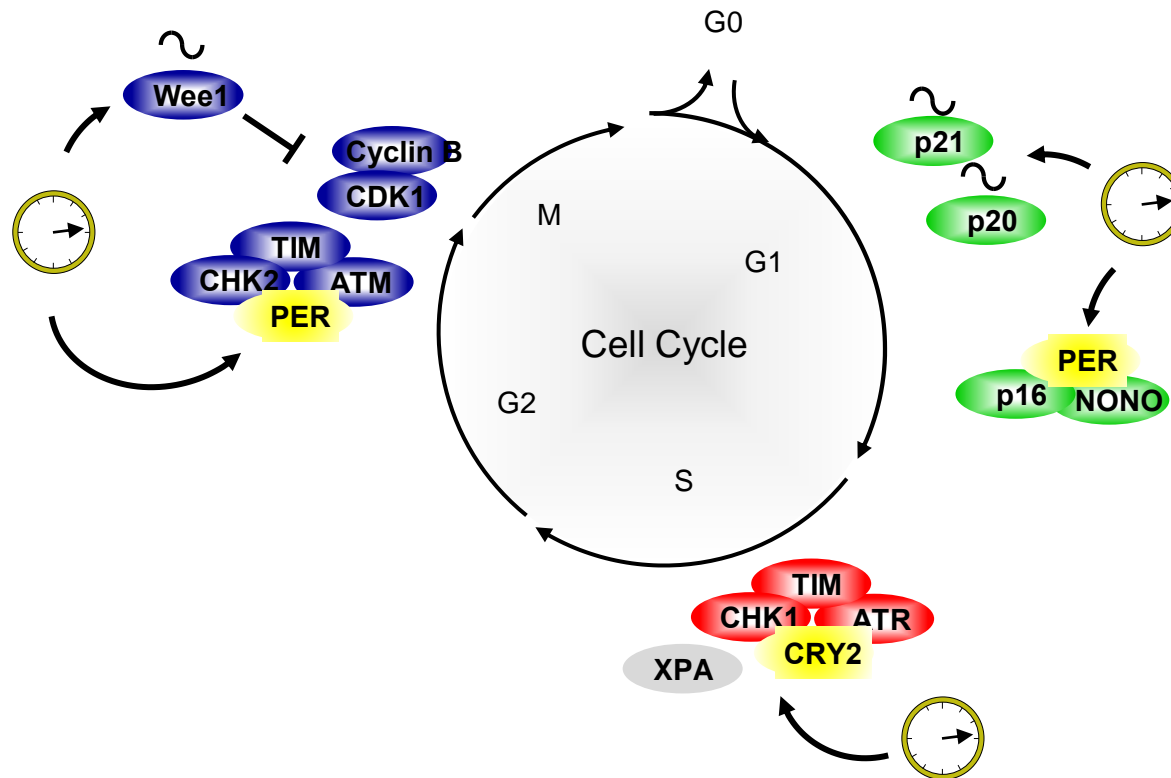 G0
Wee1
p21
Cyclin B
CDK1
p20
M
TIM
G1
CHK2
ATM
PER
Cell Cycle
PER
p16
NONO
G2
S
TIM
CHK1
ATR
CRY2
XPA